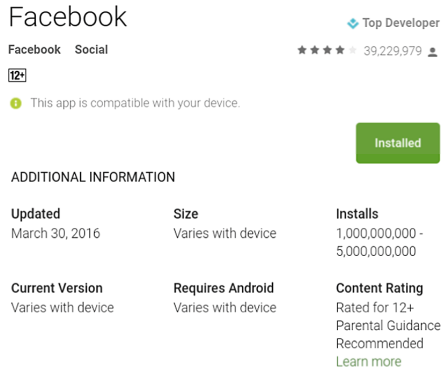 Facebook
Top Developer
Facebook Social
39,229,979
12+
This app is compatible with your device.
Installed
ADDITIONAL INFORMATION
Updated
March 30, 2016
Size
Varies with device
Installs
1,000,000,000 -
5,000,000,000
Current Version
Varies with device
Requires Android
Varies with device
Content Rating
Rated for 12+
Parental Guidance
Recommended
Learn more